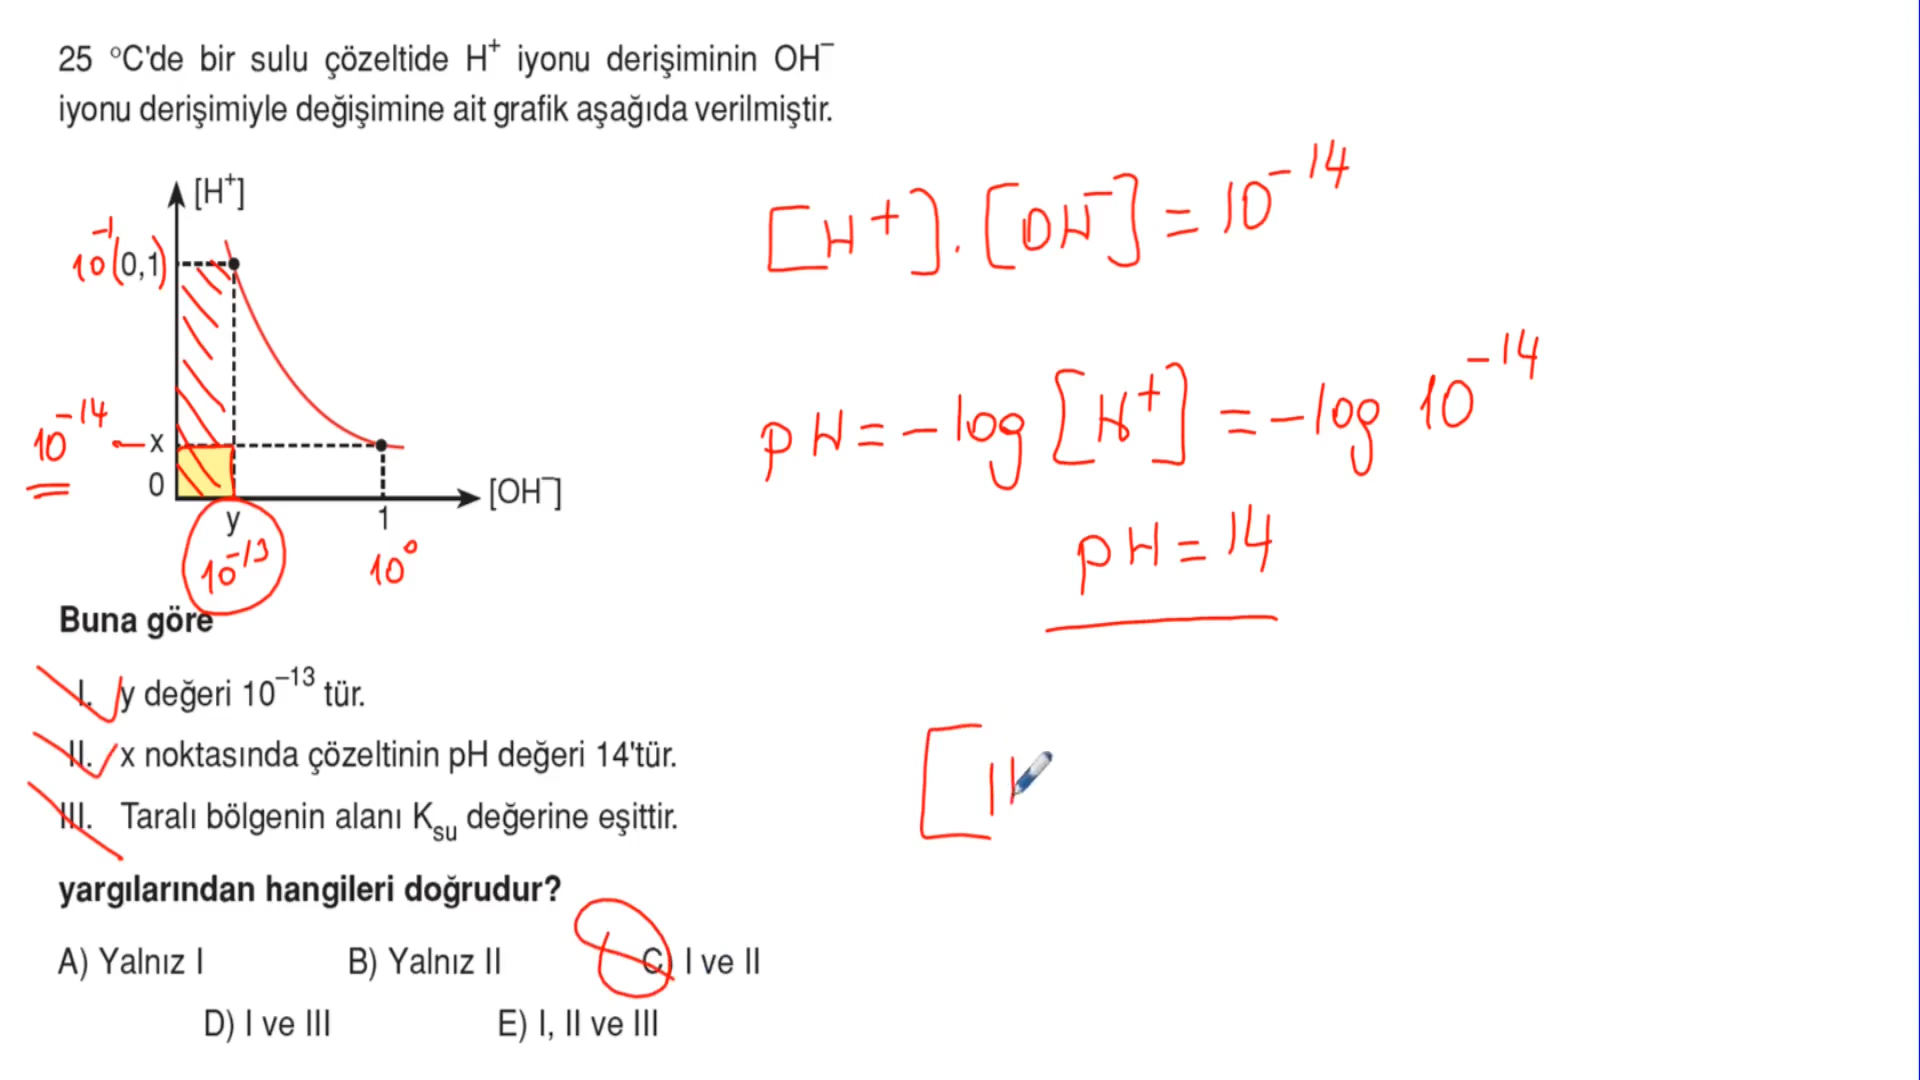 25 °C'de bir sulu çözeltide H⁺ iyonu derişiminin OH⁻
iyonu derişimiyle değişimine ait grafik aşağıda verilmiştir.
[H⁺]
10⁻¹ (0,1)
10⁻¹⁴ ← x
0
y
1
[OH⁻]
10⁻¹³
10⁰
[H⁺].[OH⁻] = 10⁻¹⁴
pH = -log [H⁺] = -log 10⁻¹⁴
pH = 14
Buna göre
I. y değeri 10⁻¹³ tür.
II. x noktasında çözeltinin pH değeri 14'tür.
III. Taralı bölgenin alanı Kₛᵤ değerine eşittir.
yargılarından hangileri doğrudur?
A) Yalnız I B) Yalnız II C) I ve II
D) I ve III E) I, II ve III